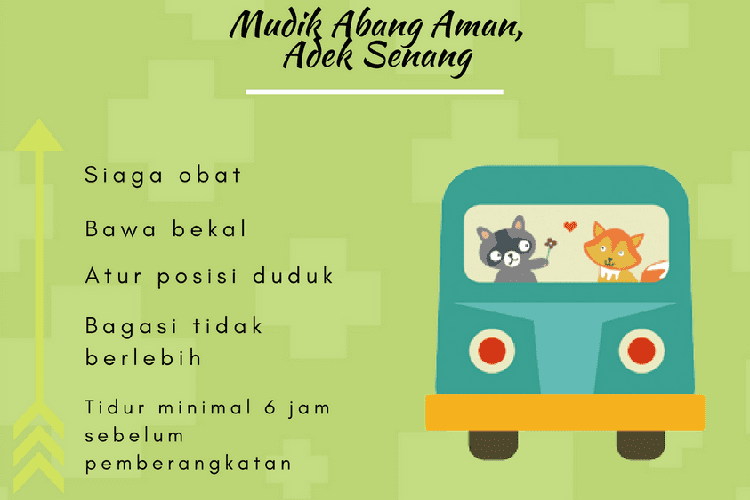 Mudik Abang Aman,
Adek Senang
Siaga obat
Bawa bekal
Atur posisi duduk
Bagasi tidak
berlebih
Tidur minimal 6 jam
sebelum
pemberangkatan